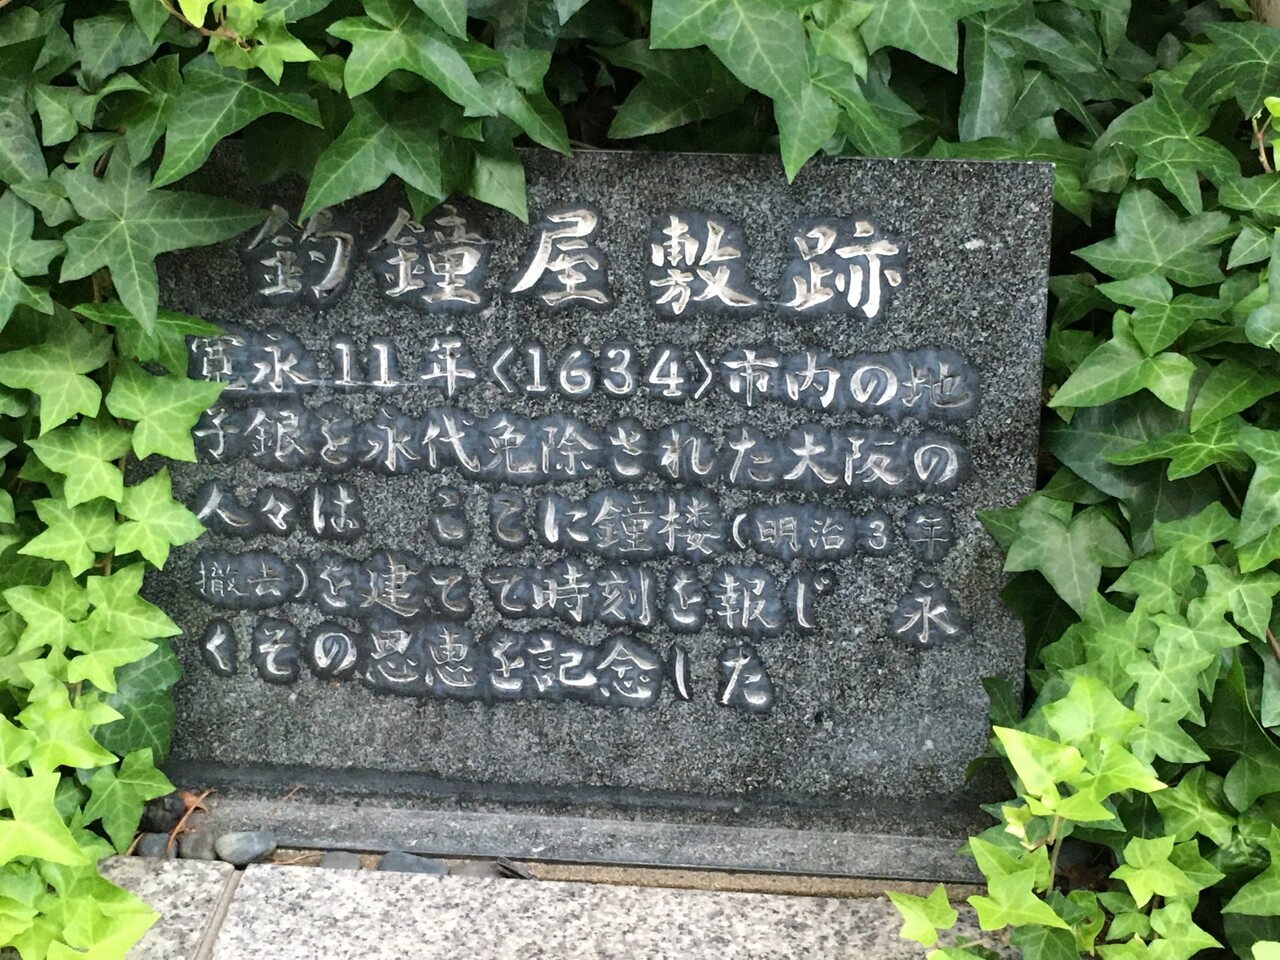 釣鐘屋敷跡
寛永11年〈1634〉市内の地
子銀を永代免除された大阪の
人々は ここに鐘楼(明治3年
撤去)を建てて時刻を報じ 永
くその恩恵を記念した